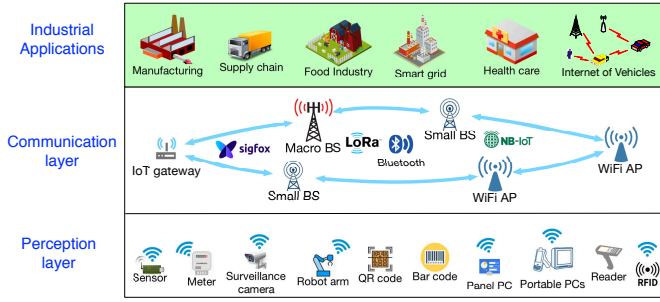 Industrial
Applications
Manufacturing
Supply chain
Food Industry
Smart grid
Health care
Internet of Vehicles
Communication
layer
IoT gateway
sigfox
Macro BS
LoRa
Bluetooth
Small BS
NB-IoT
WiFi AP
Small BS
WiFi AP
Perception
layer
Sensor
Meter
Surveillance
camera
Robot arm
QR code
Bar code
Panel PC
Portable PCs
Reader
RFID